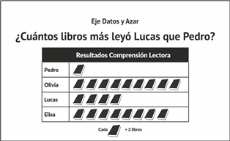 Eje Datos y Azar
¿Cuántos libros más leyó Lucas que Pedro?
Resultados Comprensión Lectora
Pedro
Olivia
Lucas
Elisa
Cada = 2 libros